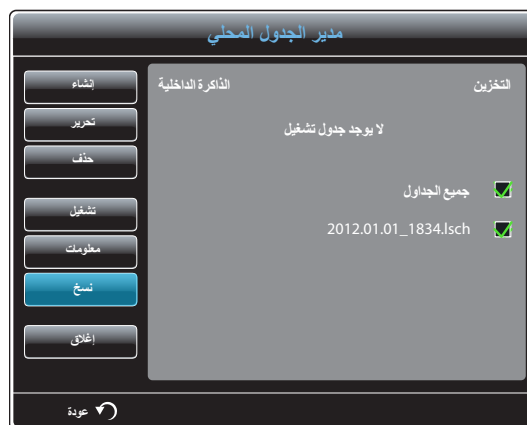 مدير الجدول المحلي
التخزين
الذاكرة الداخلية
لا يوجد جدول تشغيل
جميع الجداول
2012.01.01_1834.lsch
إنشاء
تحرير
حذف
تشغيل
معلومات
نسخ
إغلاق
عودة